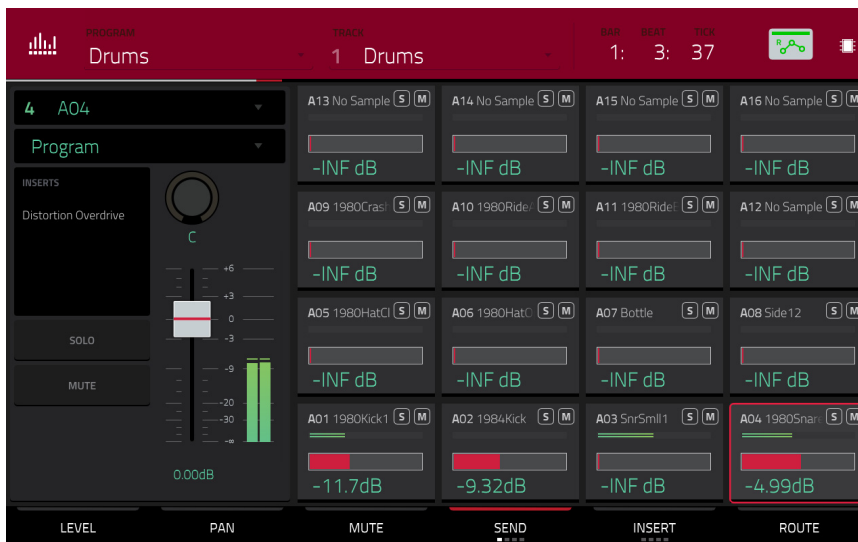 PROGRAM TRACK BAR BEAT TICK
Drums 1 Drums 1: 3: 37 R
4 A04
Program
INSERTS
Distortion Overdrive
C
+6
+3
0
-3
-9
-20
-30
-∞
SOLO
MUTE
0.00dB
A13 No Sample S M A14 No Sample S M A15 No Sample S M A16 No Sample S M
-INF dB -INF dB -INF dB -INF dB
A09 1980Crash S M A10 1980RideA S M A11 1980RideB S M A12 No Sample S M
-INF dB -INF dB -INF dB -INF dB
A05 1980HatCl S M A06 1980HatO S M A07 Bottle S M A08 Side12 S M
-INF dB -INF dB -INF dB -INF dB
A01 1980Kick1 S M A02 1984Kick S M A03 SnrSmll1 S M A04 1980Snare S M
-11.7dB -9.32dB -INF dB -4.99dB
LEVEL PAN MUTE SEND INSERT ROUTE